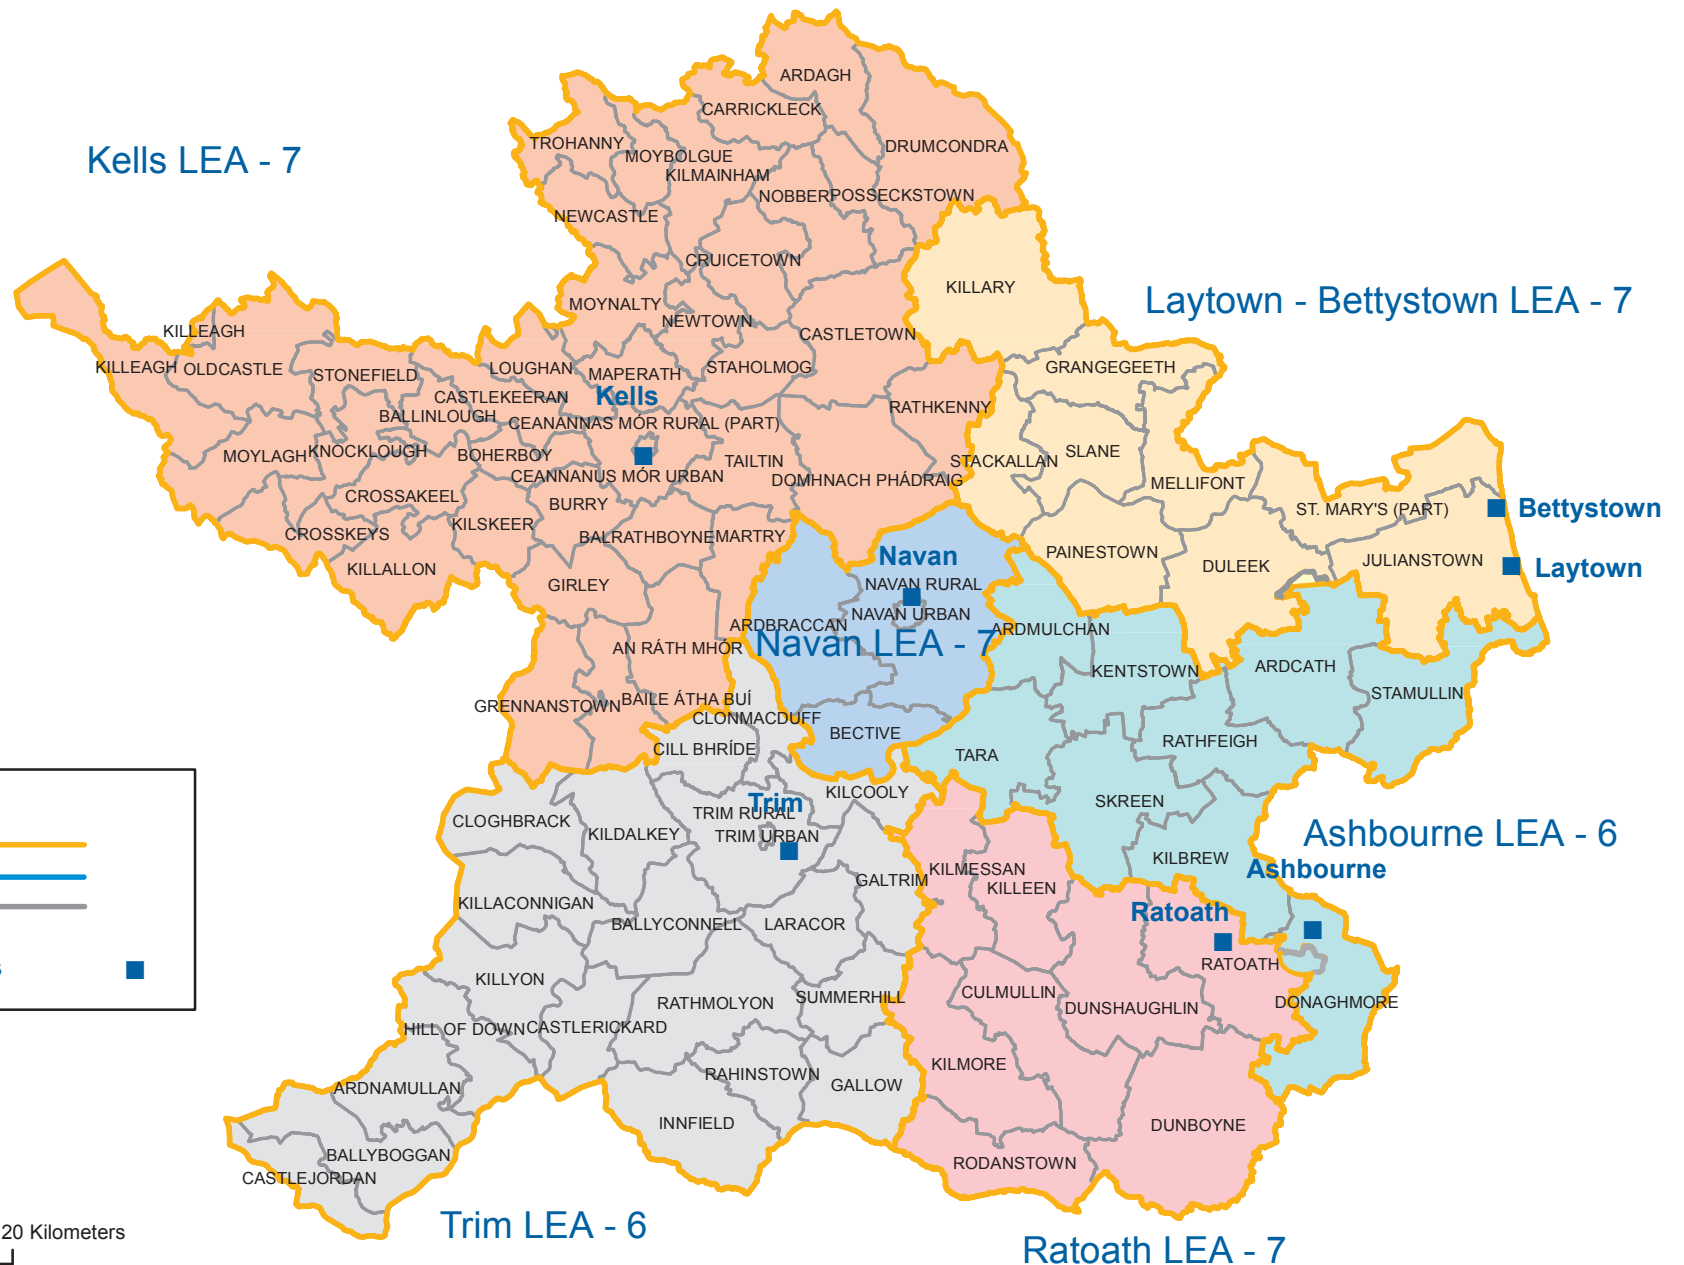 ARDAGH
CARRICKLECK
TROHANNY
DRUMCONDRA
Kells LEA - 7
MOYBOLGUE
KILMAINHAM
NOBBER
POSSECKSTOWN
NEWCASTLE
CRUICETOWN
KILLARY
Laytown - Bettystown LEA - 7
MOYNALTY
NEWTOWN
KILLEAGH
CASTLETOWN
KILLEAGH
OLDCASTLE
STONEFIELD
LOUGHAN
MAPERATH
STAHOLMOG
GRANGEGEETH
CASTLEKEERAN
Kells
BALLINLOUGH
RATHKENNY
CEANANNAS MÓR RURAL (PART)
MOYLAGH
KNOCKLOUGH
BOHERBOY
TAILTIN
STACKALLAN
SLANE
CEANNANUS MÓR URBAN
DOMHNACH PHÁDRAIG
MELLIFONT
CROSSAKEEL
BURRY
ST. MARY'S (PART)
Bettystown
CROSSKEYS
KILSKEER
BALRATHBOYNE
MARTRY
Navan
PAINESTOWN
DULEEK
JULIANSTOWN
Laytown
KILLALLON
GIRLEY
NAVAN RURAL
NAVAN URBAN
ARDBRACCAN
Navan LEA - 7
ARDMULCHAN
AN RÁTH MHÓR
KENTSTOWN
ARDCATH
STAMULLIN
GRENNANSTOWN
BAILE ÁTHA BUÍ
CLONMACDUFF
BECTIVE
CILL BHRÍDE
TARA
RATHFEIGH
KILCOOLY
SKREEN
Trim
TRIM RURAL
TRIM URBAN
CLOGHBRACK
KILDALKEY
Ashbourne LEA - 6
KILBREW
Ashbourne
KILMESSAN
GALTRIM
KILLEEN
KILLACONNIGAN
BALLYCONNELL
LARACOR
Ratoath
RATOATH
KILLYON
CULMULLIN
RATHMOLYON
SUMMERHILL
DUNSHAUGHLIN
DONAGHMORE
HILL OF DOWN
CASTLERICKARD
KILMORE
RAHINSTOWN
GALLOW
ARDNAMULLAN
INNFIELD
DUNBOYNE
BALLYBOGGAN
RODANSTOWN
CASTLEJORDAN
Trim LEA - 6
20 Kilometers
Ratoath LEA - 7